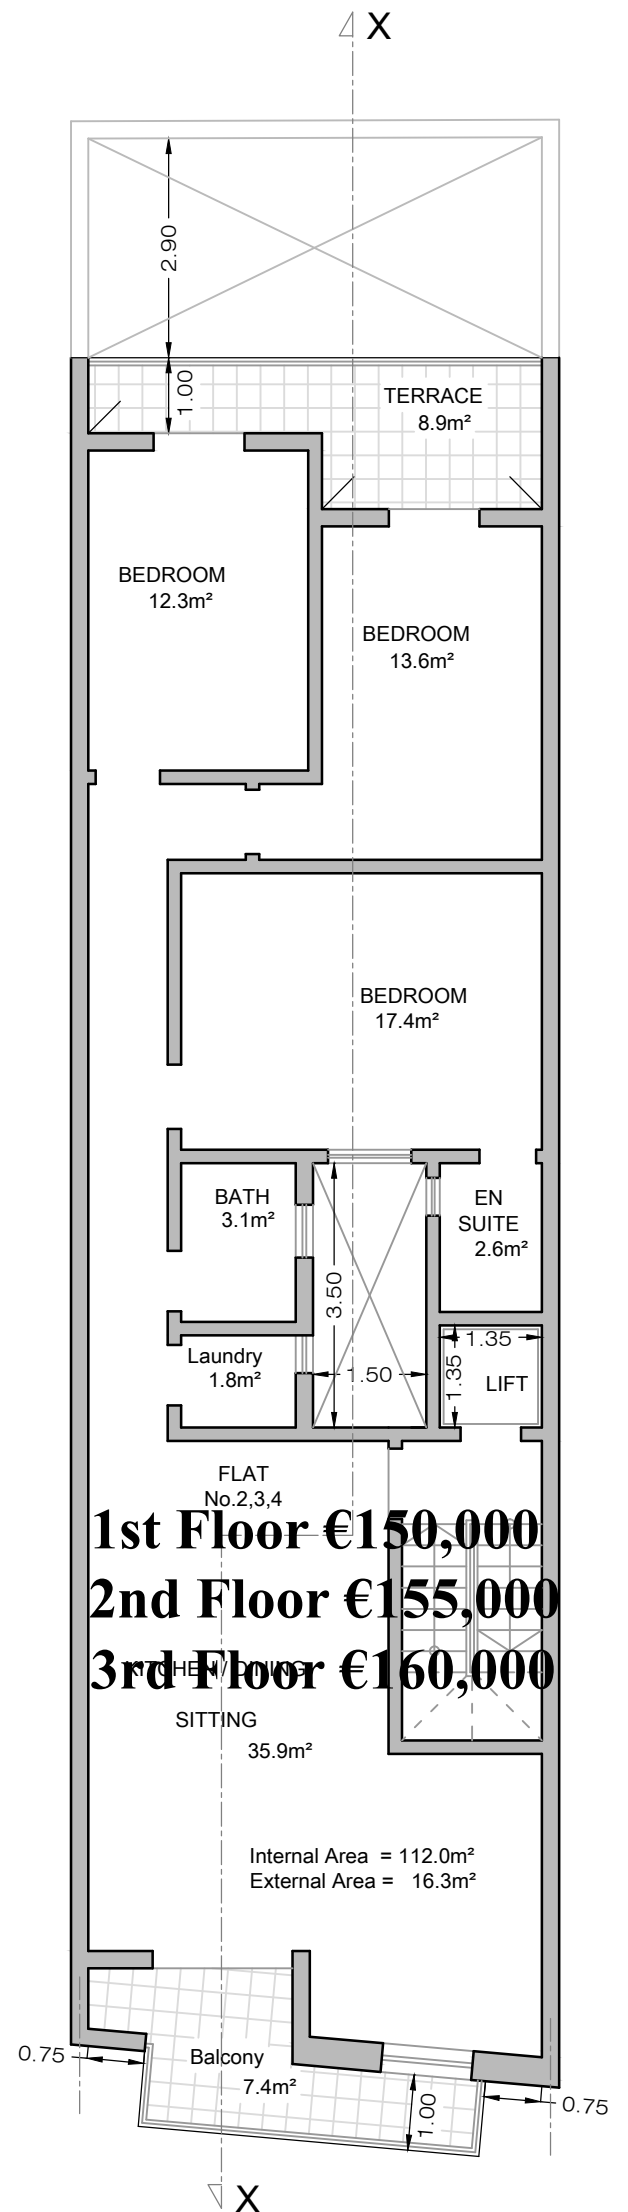 X
2.90
1.00
TERRACE
8.9m²
BEDROOM
12.3m²
BEDROOM
13.6m²
BEDROOM
17.4m²
BATH
3.1m²
EN
SUITE
2.6m²
3.50
1.50
1.35
1.35
LIFT
Laundry
1.8m²
FLAT
No.2,3,4
1st Floor €150,000
2nd Floor €155,000
3rd Floor €160,000
KITCHEN / DINING
SITTING
35.9m²
Internal Area = 112.0m²
External Area = 16.3m²
0.75
Balcony
7.4m²
1.00
0.75
X